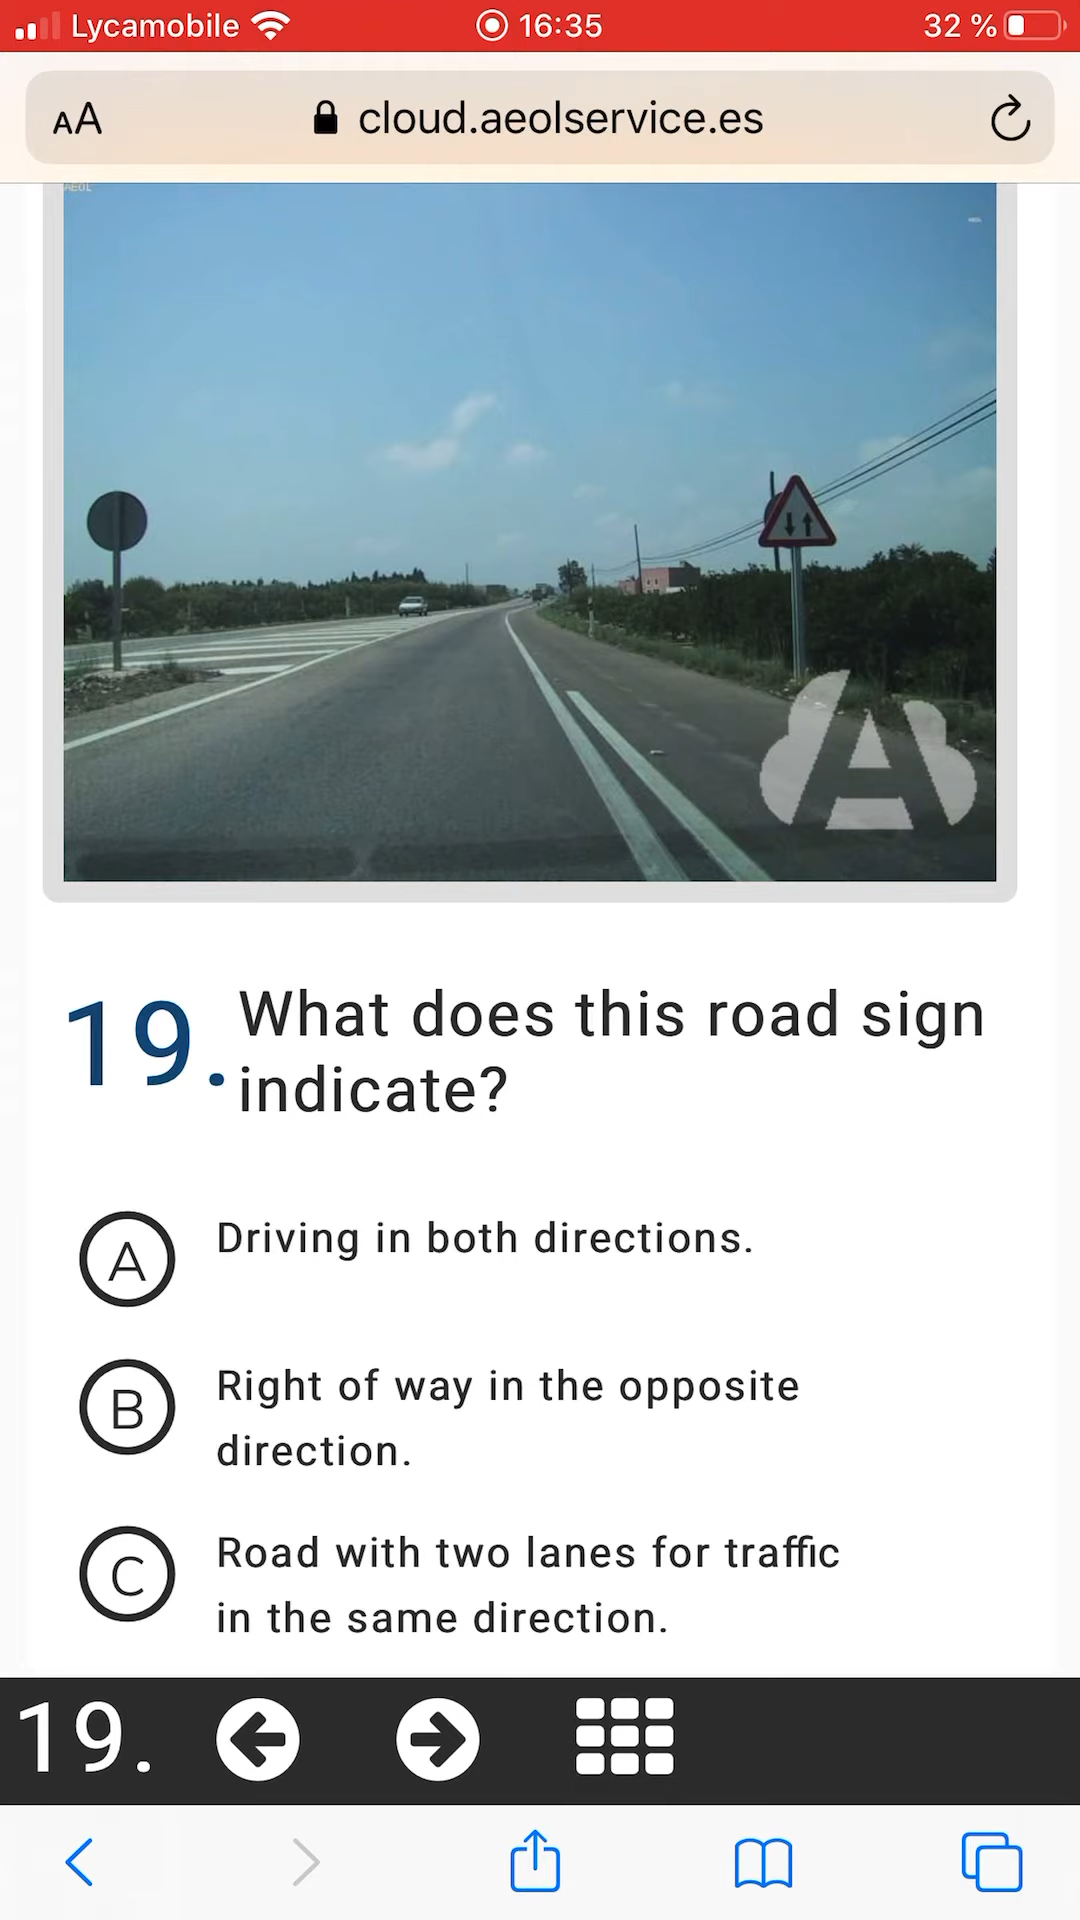 Lycamobile 16:35 32 %
AA cloud.aeolservice.es
AEOL
19. What does this road sign
indicate?
A Driving in both directions.
B Right of way in the opposite
direction.
C Road with two lanes for traffic
in the same direction.
19.